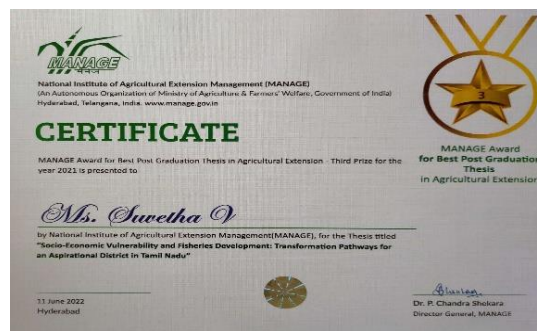 MANAGE
मैनेज
National Institute of Agricultural Extension Management (MANAGE)
(An Autonomous Organization of Ministry of Agriculture & Farmers' Welfare, Government of India)
Hyderabad, Telangana, India. www.manage.gov.in
CERTIFICATE
MANAGE Award for Best Post Graduation Thesis in Agricultural Extension - Third Prize for the
year 2021 is presented to
Ms. Suvetha V
by National Institute of Agricultural Extension Management(MANAGE), for the Thesis titled
"Socio-Economic Vulnerability and Fisheries Development: Transformation Pathways for
an Aspirational District in Tamil Nadu"
11 June 2022
Hyderabad
3
MANAGE Award
for Best Post Graduation
Thesis
in Agricultural Extension
Dr. P. Chandra Shekara
Director General, MANAGE